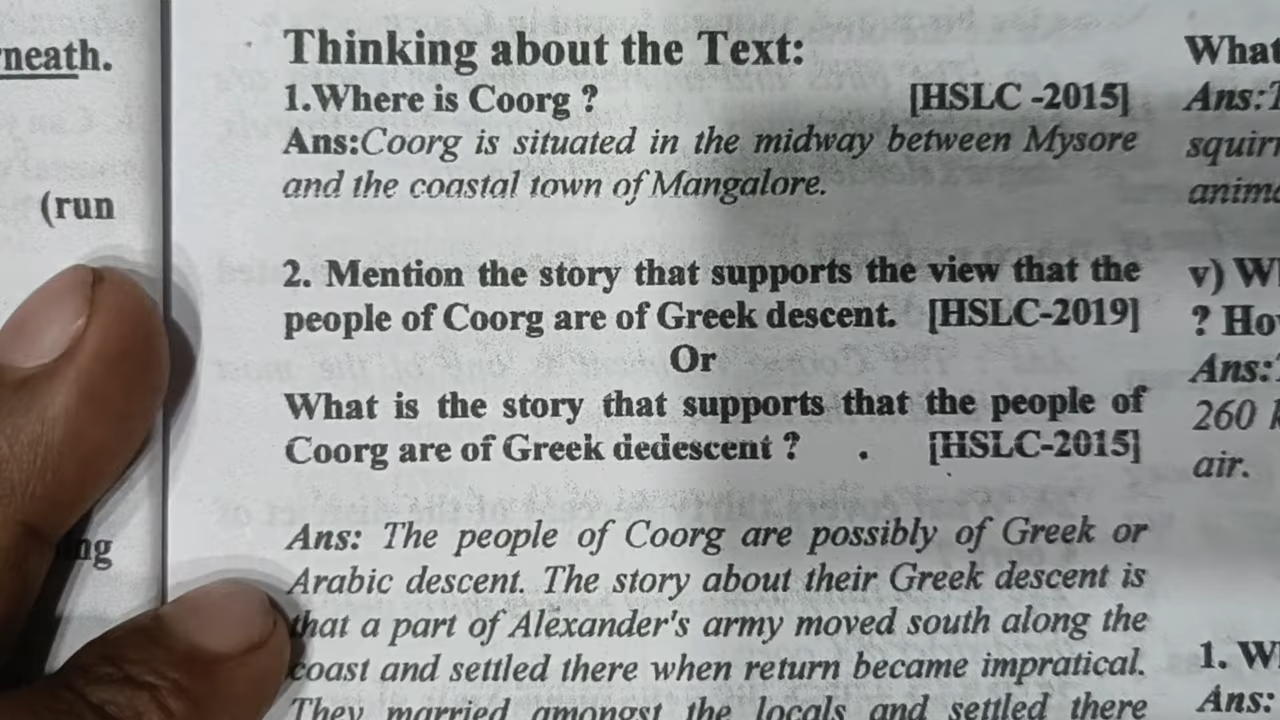 neath.
(run
ng
Thinking about the Text:
1.Where is Coorg ? [HSLC -2015]
Ans:Coorg is situated in the midway between Mysore
and the coastal town of Mangalore.
2. Mention the story that supports the view that the
people of Coorg are of Greek descent. [HSLC-2019]
Or
What is the story that supports that the people of
Coorg are of Greek dedescent ? . [HSLC-2015]
Ans: The people of Coorg are possibly of Greek or
Arabic descent. The story about their Greek descent is
that a part of Alexander's army moved south along the
coast and settled there when return became impratical.
They married amongst the locals and settled there
What
Ans:
squir
anim
v) W
? Ho
Ans:
260
air.
1. W
Ans: